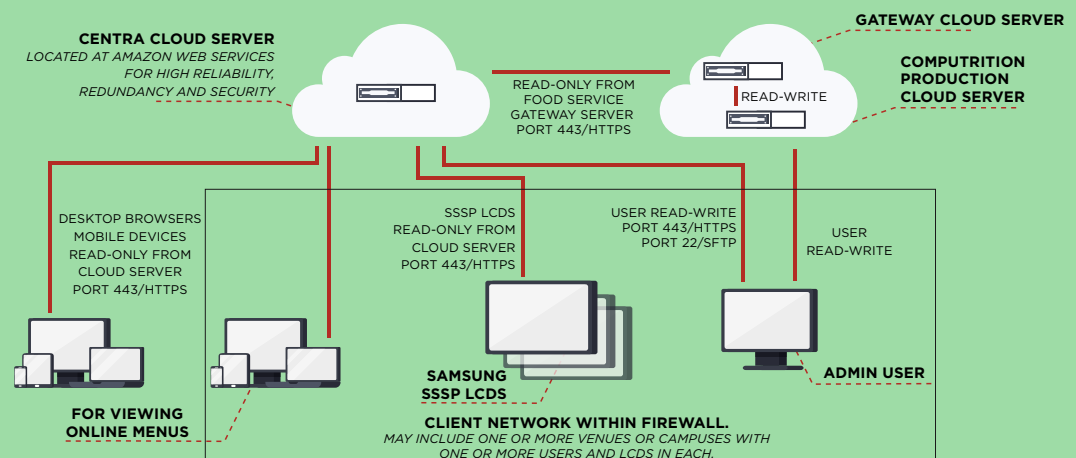 CENTRA CLOUD SERVER
LOCATED AT AMAZON WEB SERVICES
FOR HIGH RELIABILITY,
REDUNDANCY AND SECURITY
READ-ONLY FROM
FOOD SERVICE
GATEWAY SERVER
PORT 443/HTTPS
READ-WRITE
GATEWAY CLOUD SERVER
COMPUTRITION
PRODUCTION
CLOUD SERVER
DESKTOP BROWSERS
MOBILE DEVICES
READ-ONLY FROM
CLOUD SERVER
PORT 443/HTTPS
SSSP LCDS
READ-ONLY FROM
CLOUD SERVER
PORT 443/HTTPS
USER READ-WRITE
PORT 443/HTTPS
PORT 22/SFTP
USER
READ-WRITE
FOR VIEWING
ONLINE MENUS
SAMSUNG
SSSP LCDS
ADMIN USER
CLIENT NETWORK WITHIN FIREWALL.
MAY INCLUDE ONE OR MORE VENUES OR CAMPUSES WITH
ONE OR MORE USERS AND LCDS IN EACH.